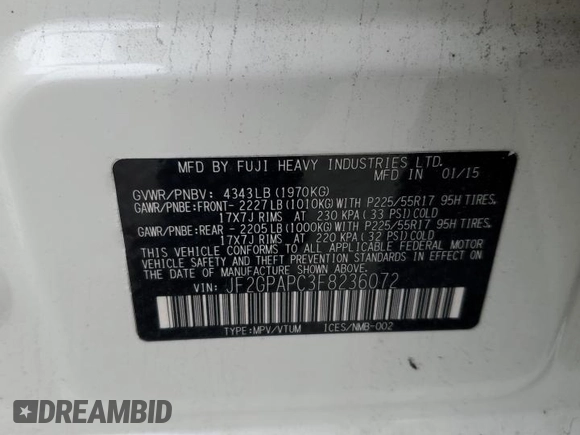 MFD BY FUJI HEAVY INDUSTRIES LTD.
MFD IN 01/15
GVWR/PNBV: 4343LB(1970KG)
GAWR/PNBE:FRONT-2227LB(1010KG)WITH P225/55R17 95H TIRES,
17X7J RIMS AT 230 KPA(33 PSI)COLD
GAWR/PNBE:REAR -2205LB(1000KG)WITH P225/55R17 95H TIRES,
17X7J RIMS AT 220 KPA(32 PSI)COLD
THIS VEHICLE CONFORMS TO ALL APPLICABLE FEDERAL MOTOR
VEHICLE SAFETY AND THEFT PREVENTION STANDARDS IN EFFECT
ON THE DATE OF MANUFACTURE SHOWN ABOVE.
VIN: JF2GPAPC3F8236072
TYPE:MPV/VTUM ICES/NMB-002
DREAMBID